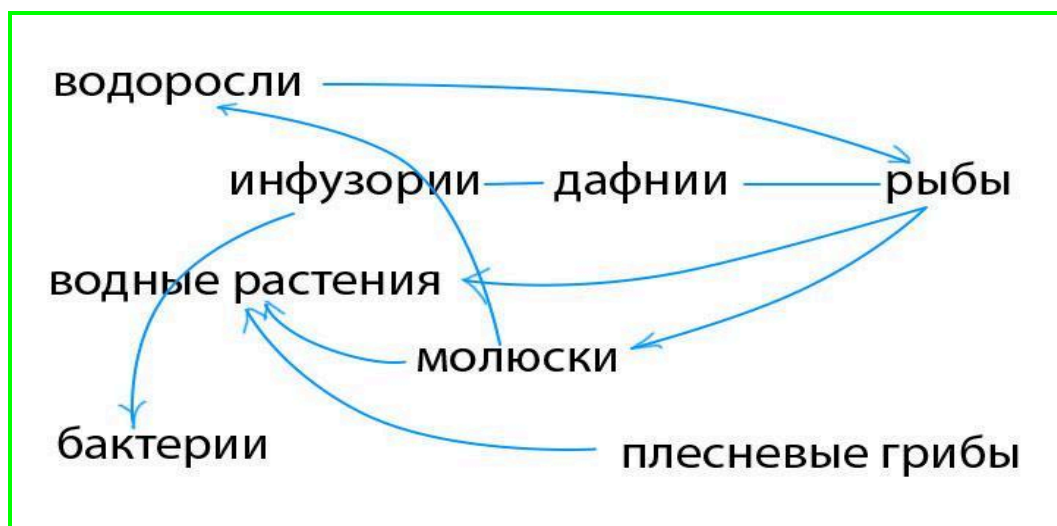 водоросли
инфузории дафнии рыбы
водные растения
молюски
бактерии
плесневые грибы